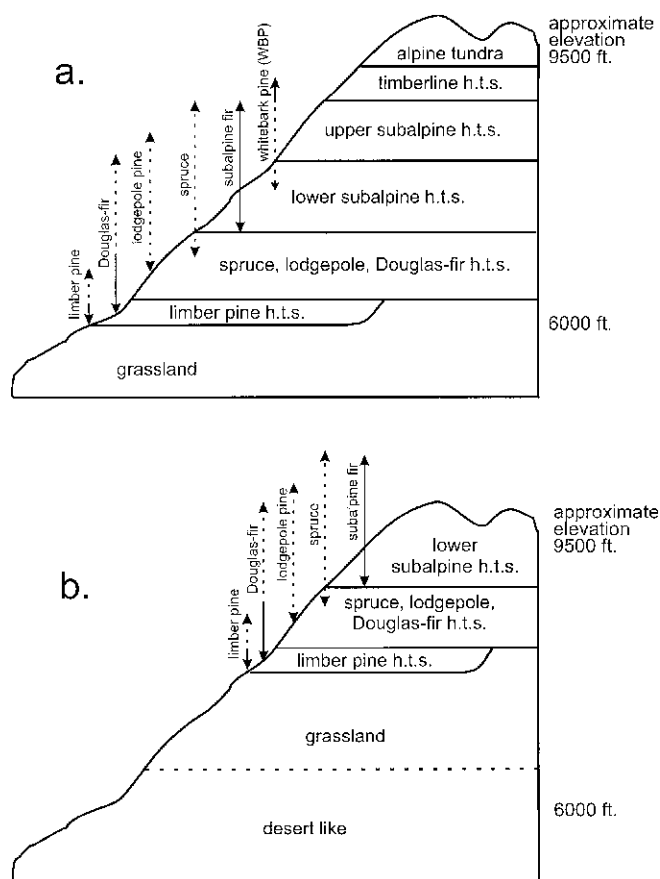 a.
approximate
elevation
9500 ft.
alpine tundra
timberline h.t.s.
upper subalpine h.t.s.
lower subalpine h.t.s.
spruce, lodgepole, Douglas-fir h.t.s.
limber pine h.t.s.
6000 ft.
grassland
limber pine
Douglas-fir
lodgepole pine
spruce
subalpine fir
whitebark pine (WBP)
b.
approximate
elevation
9500 ft.
lower
subalpine h.t.s.
spruce, lodgepole,
Douglas-fir h.t.s.
limber pine h.t.s.
grassland
6000 ft.
desert like
limber pine
Douglas-fir
lodgepole pine
spruce
subalpine fir